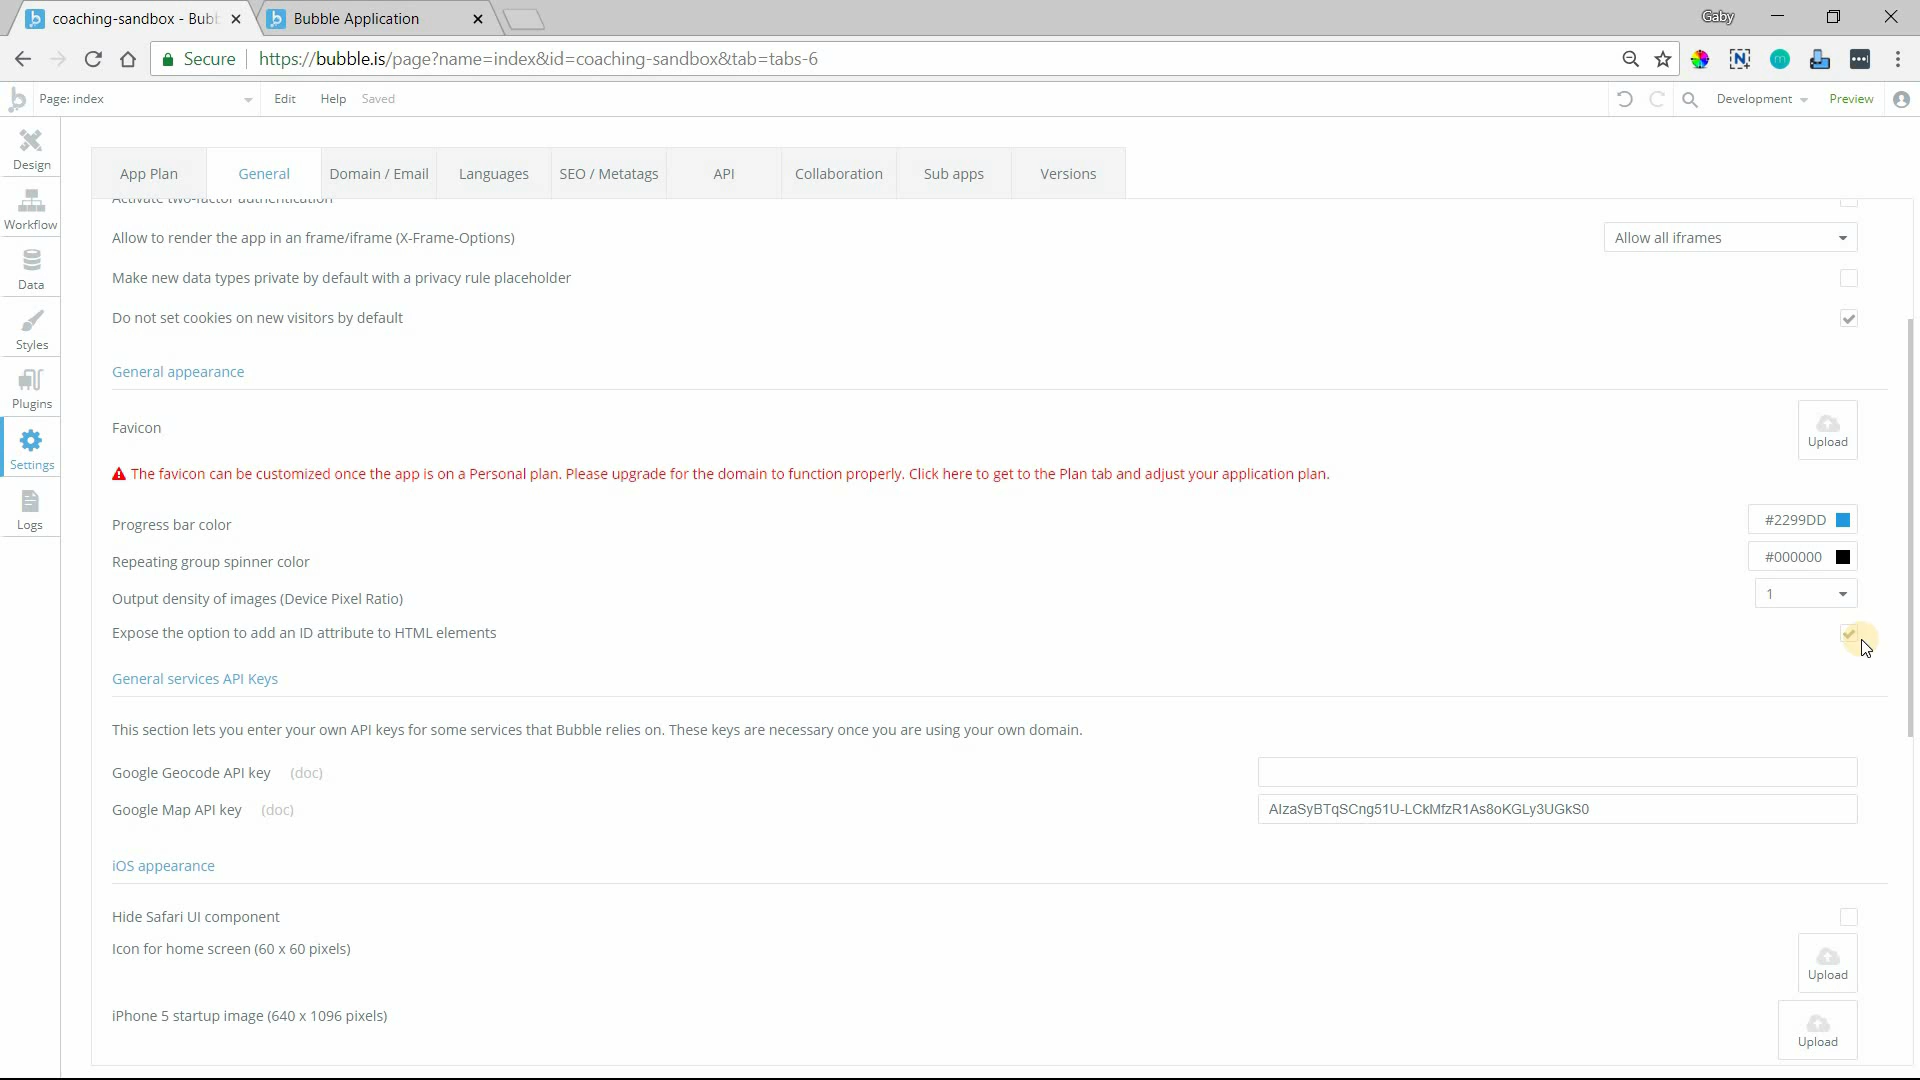 coaching-sandbox - Bubb
Bubble Application
Gaby
Secure
https://bubble.is/page?name=index&id=coaching-sandbox&tab=tabs-6
Page: index
Edit
Help
Saved
Development
Preview
Design
Workflow
Data
Styles
Plugins
Settings
Logs
App Plan
General
Domain / Email
Languages
SEO / Metatags
API
Collaboration
Sub apps
Versions
Activate two-factor authentication
Allow to render the app in an frame/iframe (X-Frame-Options)
Allow all iframes
Make new data types private by default with a privacy rule placeholder
Do not set cookies on new visitors by default
General appearance
Favicon
Upload
The favicon can be customized once the app is on a Personal plan. Please upgrade for the domain to function properly. Click here to get to the Plan tab and adjust your application plan.
Progress bar color
#2299DD
Repeating group spinner color
#000000
Output density of images (Device Pixel Ratio)
1
Expose the option to add an ID attribute to HTML elements
General services API Keys
This section lets you enter your own API keys for some services that Bubble relies on. These keys are necessary once you are using your own domain.
Google Geocode API key (doc)
Google Map API key (doc)
AIzaSyBTqSCng51U-LCkMfzR1As8oKGLy3UGkS0
iOS appearance
Hide Safari UI component
Icon for home screen (60 x 60 pixels)
Upload
iPhone 5 startup image (640 x 1096 pixels)
Upload